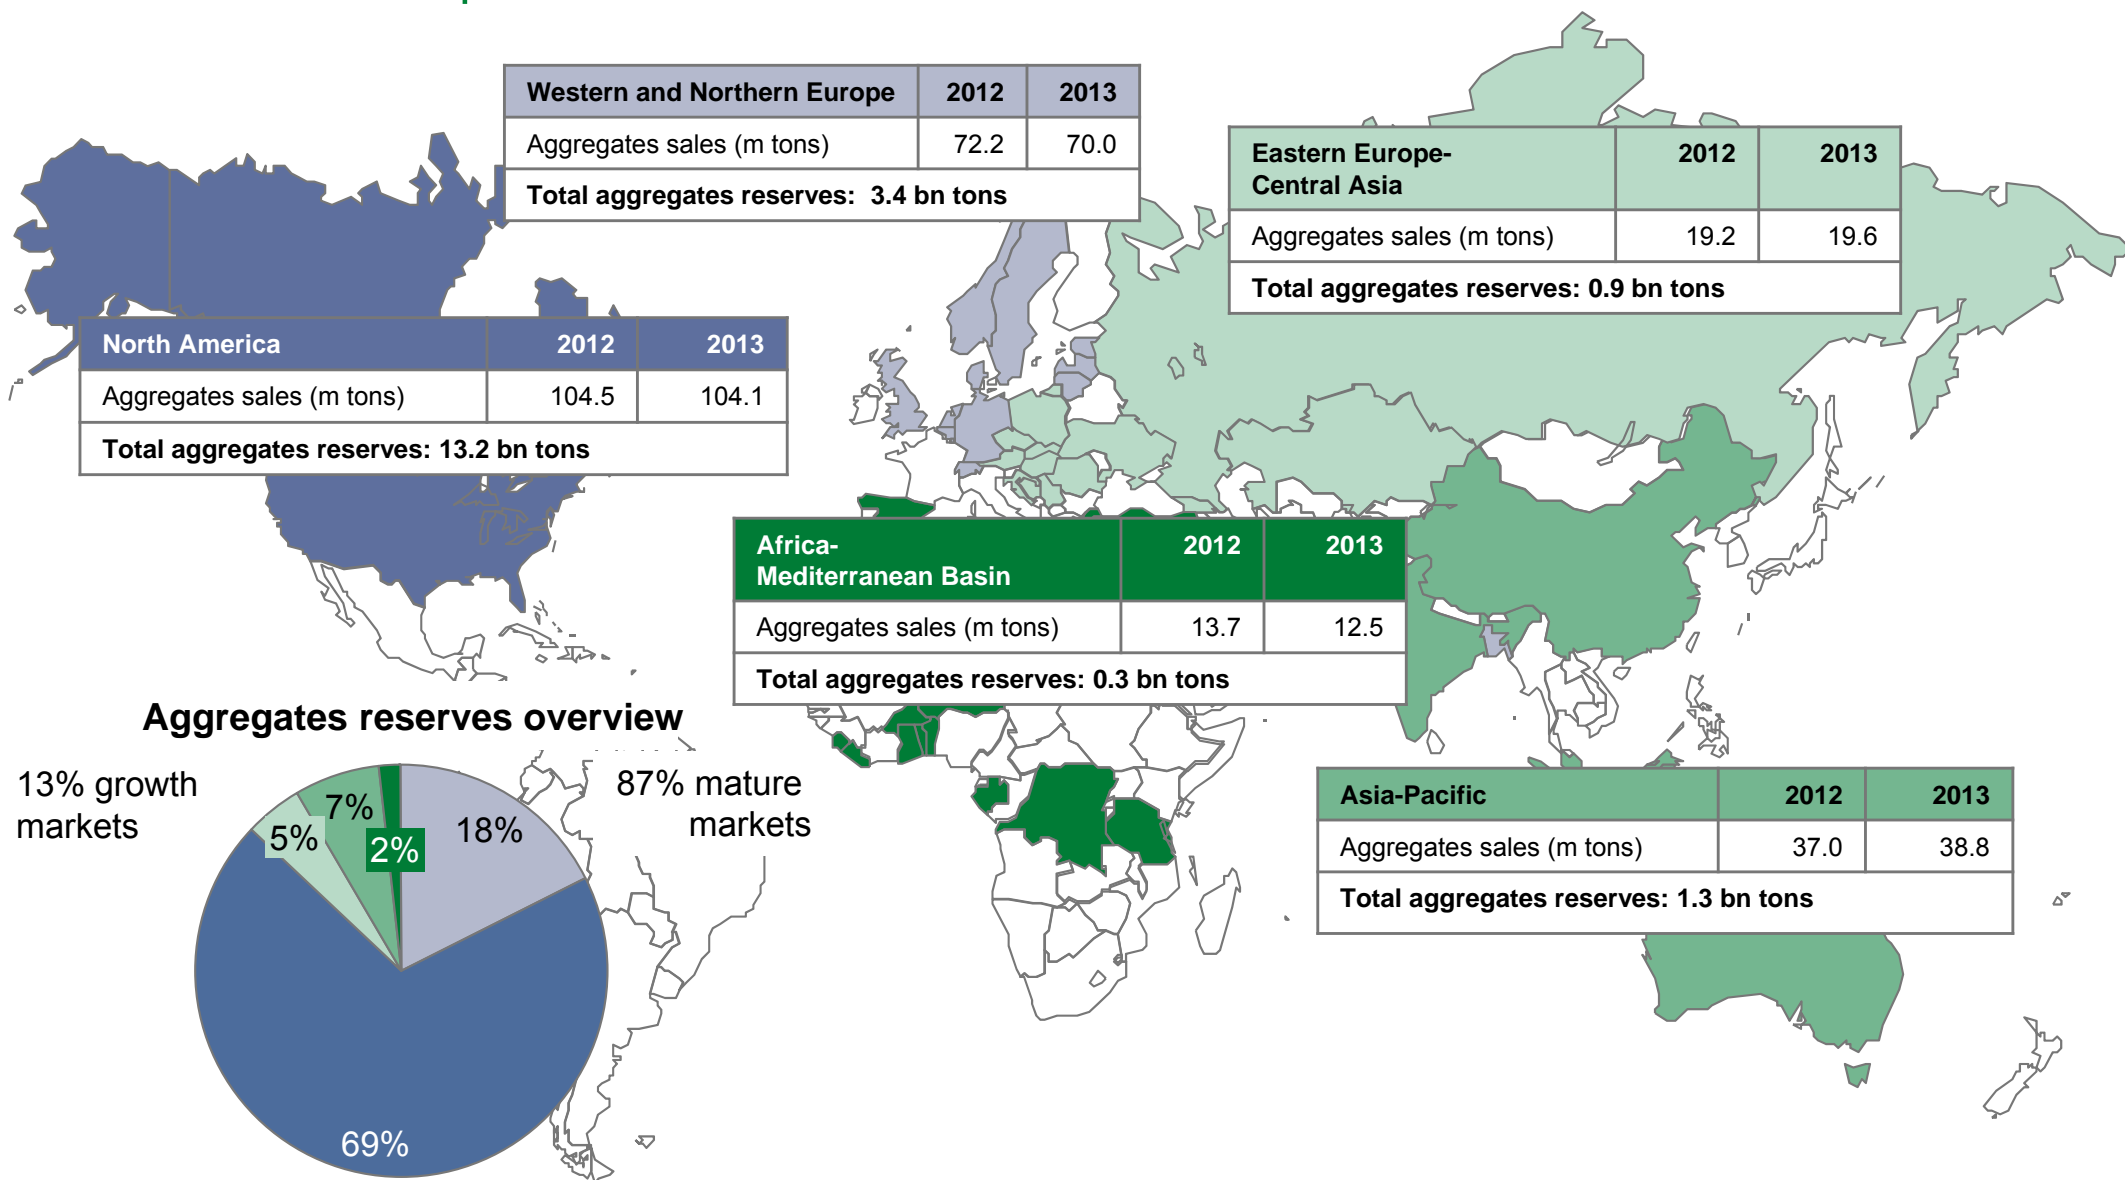 Western and Northern Europe 2012 2013
Aggregates sales (m tons) 72.2 70.0
Total aggregates reserves: 3.4 bn tons
Eastern Europe- 2012 2013
Central Asia
Aggregates sales (m tons) 19.2 19.6
Total aggregates reserves: 0.9 bn tons
North America 2012 2013
Aggregates sales (m tons) 104.5 104.1
Total aggregates reserves: 13.2 bn tons
Africa- 2012 2013
Mediterranean Basin
Aggregates sales (m tons) 13.7 12.5
Total aggregates reserves: 0.3 bn tons
Asia-Pacific 2012 2013
Aggregates sales (m tons) 37.0 38.8
Total aggregates reserves: 1.3 bn tons
Aggregates reserves overview
13% growth
markets
87% mature
markets
7%
5%
2%
18%
69%